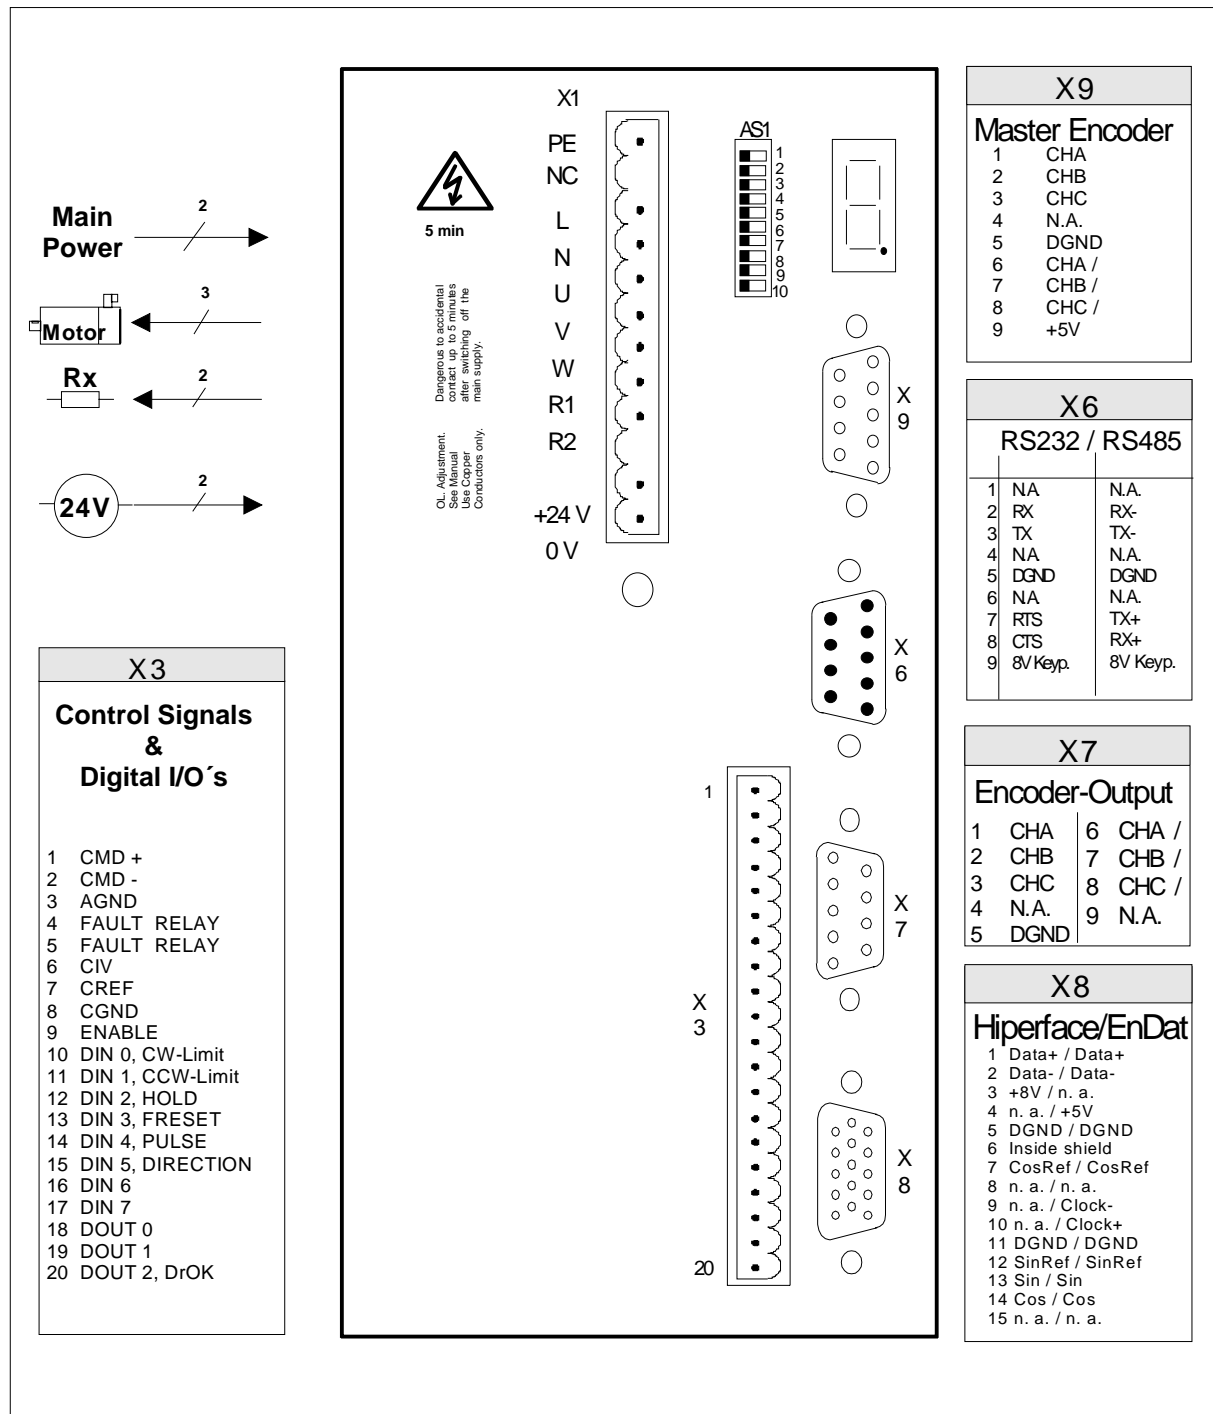 Main
Power
2
Motor
3
Rx
2
24V
2
X3
Control Signals
&
Digital I/O´s
1 CMD +
2 CMD -
3 AGND
4 FAULT RELAY
5 FAULT RELAY
6 CIV
7 CREF
8 CGND
9 ENABLE
10 DIN 0, CW-Limit
11 DIN 1, CCW-Limit
12 DIN 2, HOLD
13 DIN 3, FRESET
14 DIN 4, PULSE
15 DIN 5, DIRECTION
16 DIN 6
17 DIN 7
18 DOUT 0
19 DOUT 1
20 DOUT 2, DrOK
5 min
Dangerous to accidental
contact up to 5 minutes
after switching off the
main supply.
OL. Adjustment.
See Manual
Use Copper
Conductors only.
X1
PE
NC
L
N
U
V
W
R1
R2
+24 V
0 V
AS1
1
2
3
4
5
6
7
8
9
10
X
9
X
6
1
X
3
20
X
7
X
8
X9
Master Encoder
1 CHA
2 CHB
3 CHC
4 N.A.
5 DGND
6 CHA /
7 CHB /
8 CHC /
9 +5V
X6
RS232 / RS485
1 N.A. N.A.
2 RX RX-
3 TX TX-
4 N.A. N.A.
5 DGND DGND
6 N.A. N.A.
7 RTS TX+
8 CTS RX+
9 8V Keyp. 8V Keyp.
X7
Encoder-Output
1 CHA 6 CHA /
2 CHB 7 CHB /
3 CHC 8 CHC /
4 N.A. 9 N.A.
5 DGND
X8
Hiperface/EnDat
1 Data+ / Data+
2 Data- / Data-
3 +8V / n. a.
4 n. a. / +5V
5 DGND / DGND
6 Inside shield
7 CosRef / CosRef
8 n. a. / n. a.
9 n. a. / Clock-
10 n. a. / Clock+
11 DGND / DGND
12 SinRef / SinRef
13 Sin / Sin
14 Cos / Cos
15 n. a. / n. a.